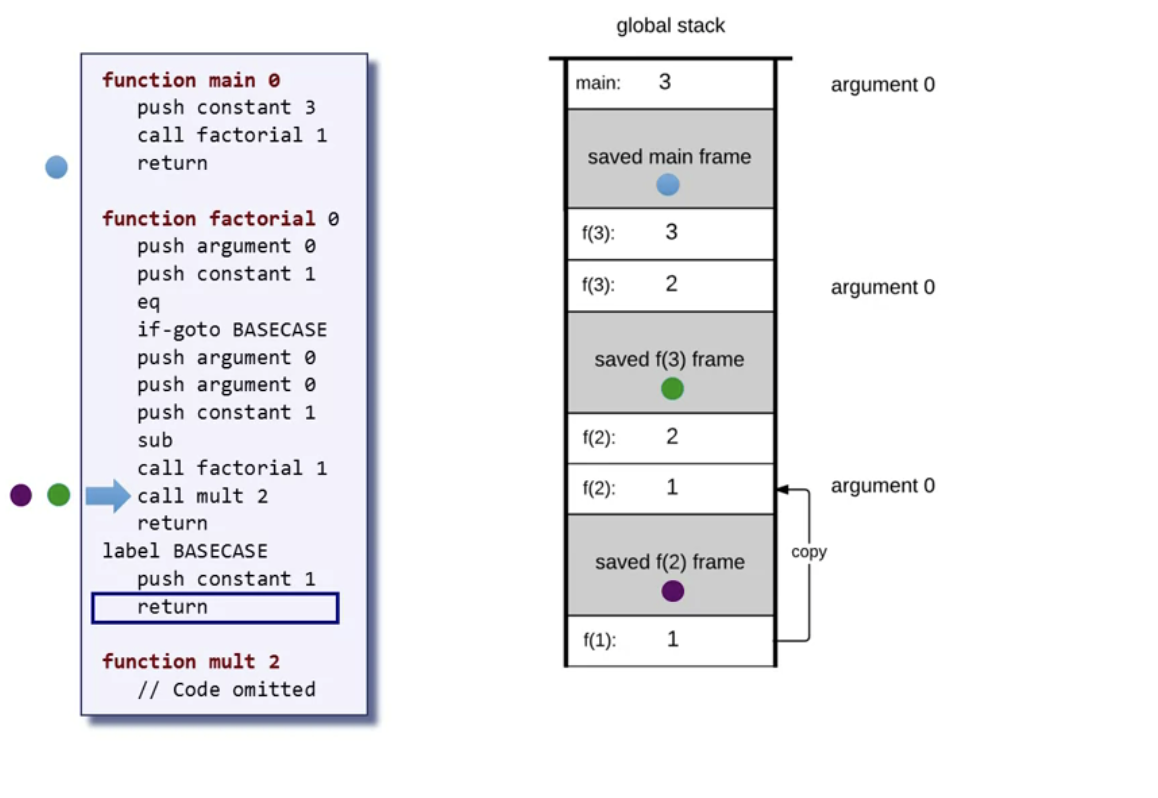 function main 0
push constant 3
call factorial 1
return
function factorial 0
push argument 0
push constant 1
eq
if-goto BASECASE
push argument 0
push argument 0
push constant 1
sub
call factorial 1
call mult 2
return
label BASECASE
push constant 1
return
function mult 2
// Code omitted
global stack
main: 3
argument 0
saved main frame
f(3): 3
f(3): 2
argument 0
saved f(3) frame
f(2): 2
f(2): 1
argument 0
copy
saved f(2) frame
f(1): 1